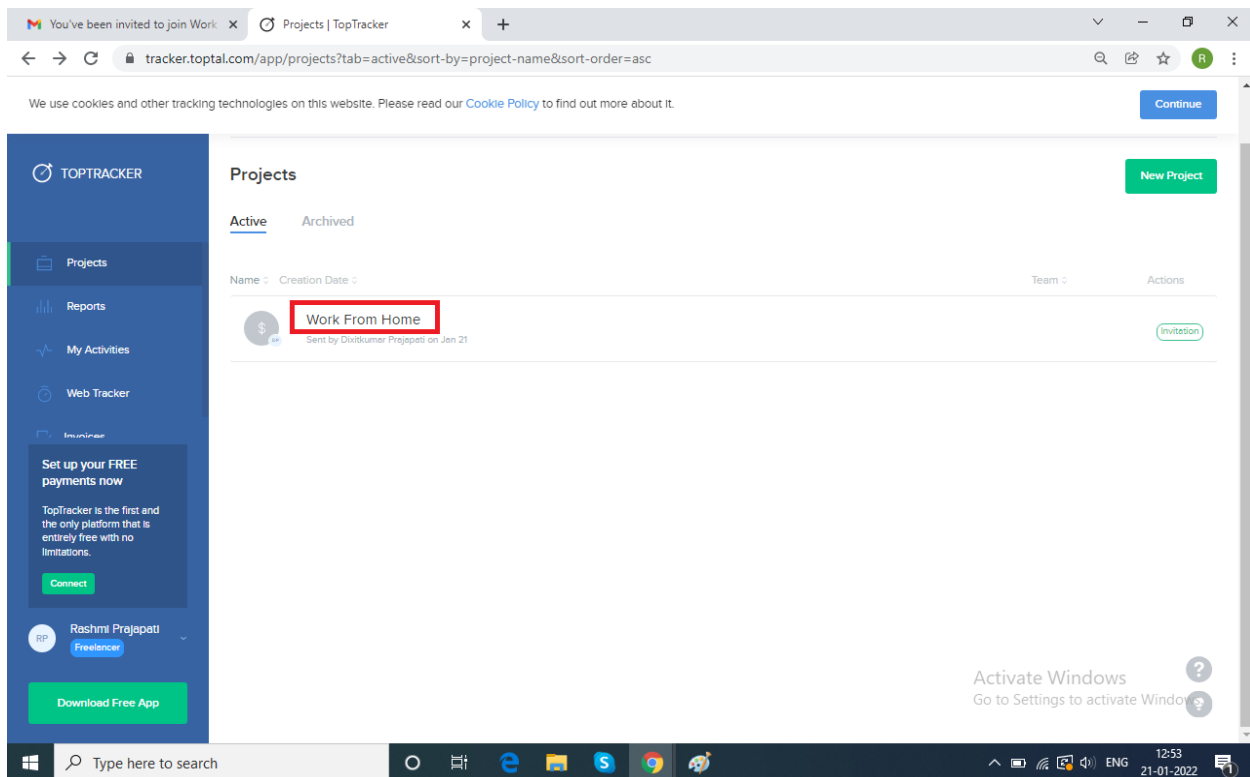 You've been invited to join Work
Projects | TopTracker
tracker.toptal.com/app/projects?tab=active&sort-by=project-name&sort-order=asc
R
We use cookies and other tracking technologies on this website. Please read our Cookie Policy to find out more about it.
Continue
TOPTRACKER
Projects
Reports
My Activities
Web Tracker
Invoices
Set up your FREE
payments now
TopTracker is the first and
the only platform that is
entirely free with no
limitations.
Connect
RP
Rashmi Prajapati
Freelancer
Download Free App
Projects
New Project
Active Archived
Name Creation Date Team Actions
$
RP
Work From Home
Sent by Dixitkumar Prajapati on Jan 21
Invitation
Activate Windows
Go to Settings to activate Windows
?
Type here to search
S
ENG
12:53
21-01-2022
1